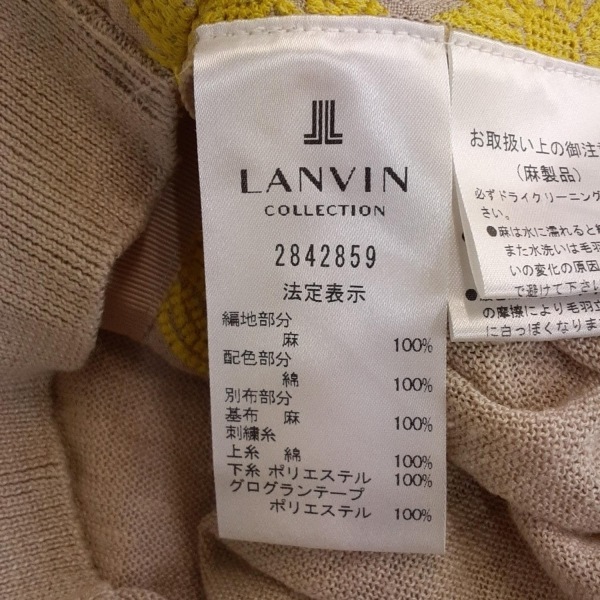 LANVIN
COLLECTION
2842859
法定表示
編地部分
麻 100%
配色部分
綿 100%
別布部分
基布 麻 100%
刺繍糸
上糸 綿 100%
下糸 ポリエステル 100%
グログランテープ
ポリエステル 100%
お取扱い上の御注
(麻製品)
必ずドライクリーニング
さい。
●麻は水に濡れると
また水洗いは毛羽
いの変化の原因
で避けて下さい
の摩擦により毛羽立
に白っぽくなりま